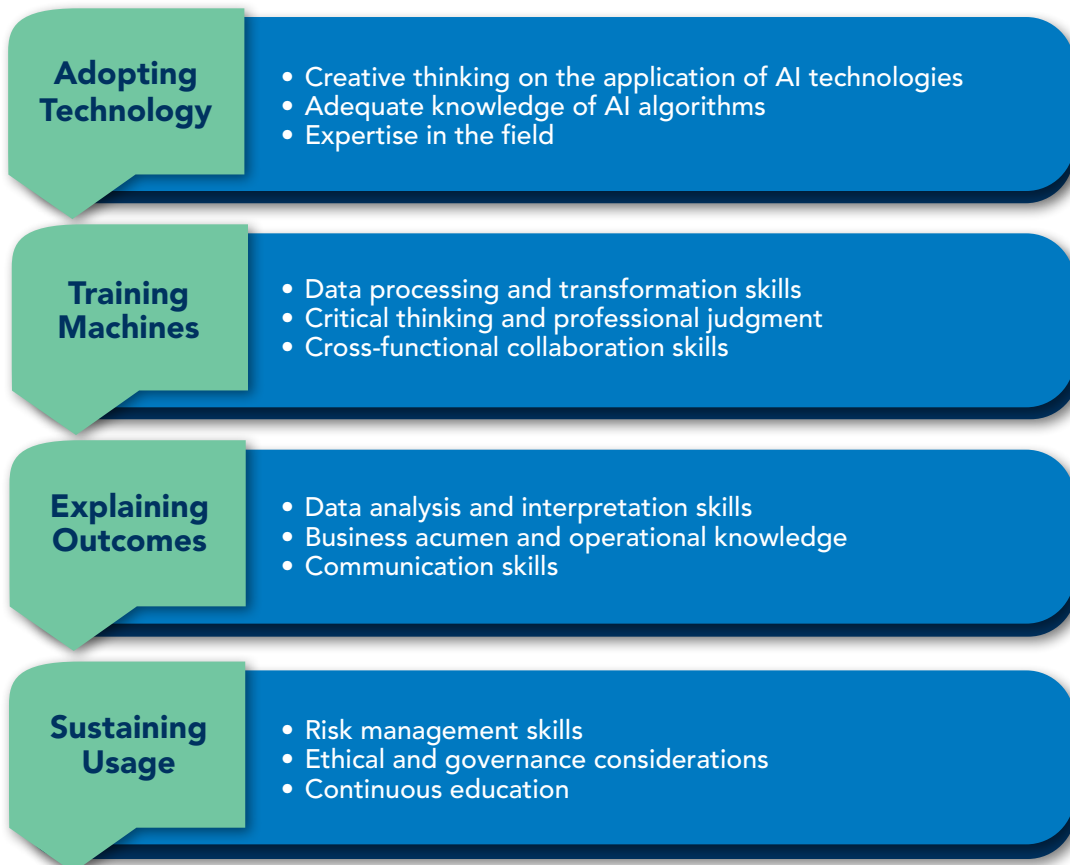 Adopting
Technology
• Creative thinking on the application of AI technologies
• Adequate knowledge of AI algorithms
• Expertise in the field
Training
Machines
• Data processing and transformation skills
• Critical thinking and professional judgment
• Cross-functional collaboration skills
Explaining
Outcomes
• Data analysis and interpretation skills
• Business acumen and operational knowledge
• Communication skills
Sustaining
Usage
• Risk management skills
• Ethical and governance considerations
• Continuous education